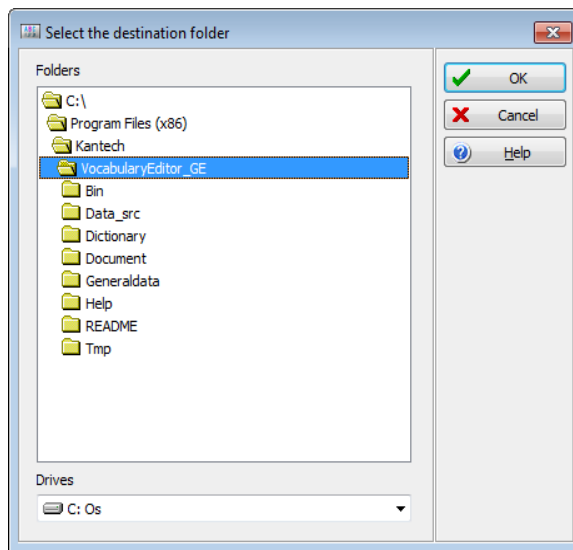 Select the destination folder
Folders
C:\
Program Files (x86)
Kantech
VocabularyEditor_GE
Bin
Data_src
Dictionary
Document
Generaldata
Help
README
Tmp
Drives
C: Os
OK
Cancel
Help